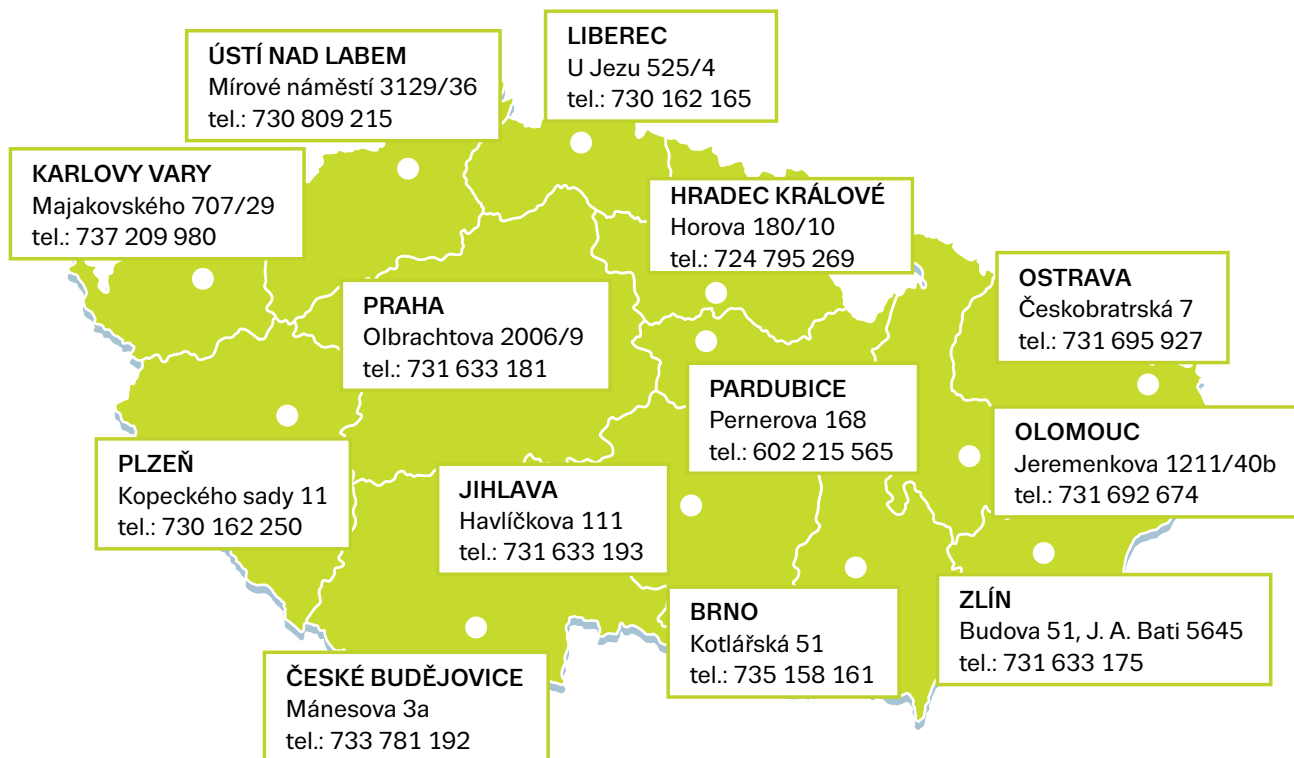 ÚSTÍ NAD LABEM
Mírové náměstí 3129/36
tel.: 730 809 215
LIBEREC
U Jezu 525/4
tel.: 730 162 165
KARLOVY VARY
Majakovského 707/29
tel.: 737 209 980
HRADEC KRÁLOVÉ
Horova 180/10
tel.: 724 795 269
OSTRAVA
Českobratrská 7
tel.: 731 695 927
PRAHA
Olbrachtova 2006/9
tel.: 731 633 181
PARDUBICE
Pernerova 168
tel.: 602 215 565
OLOMOUC
Jeremenkova 1211/40b
tel.: 731 692 674
PLZEŇ
Kopeckého sady 11
tel.: 730 162 250
JIHLAVA
Havlíčkova 111
tel.: 731 633 193
BRNO
Kotlářská 51
tel.: 735 158 161
ZLÍN
Budova 51, J. A. Bati 5645
tel.: 731 633 175
ČESKÉ BUDĚJOVICE
Mánesova 3a
tel.: 733 781 192